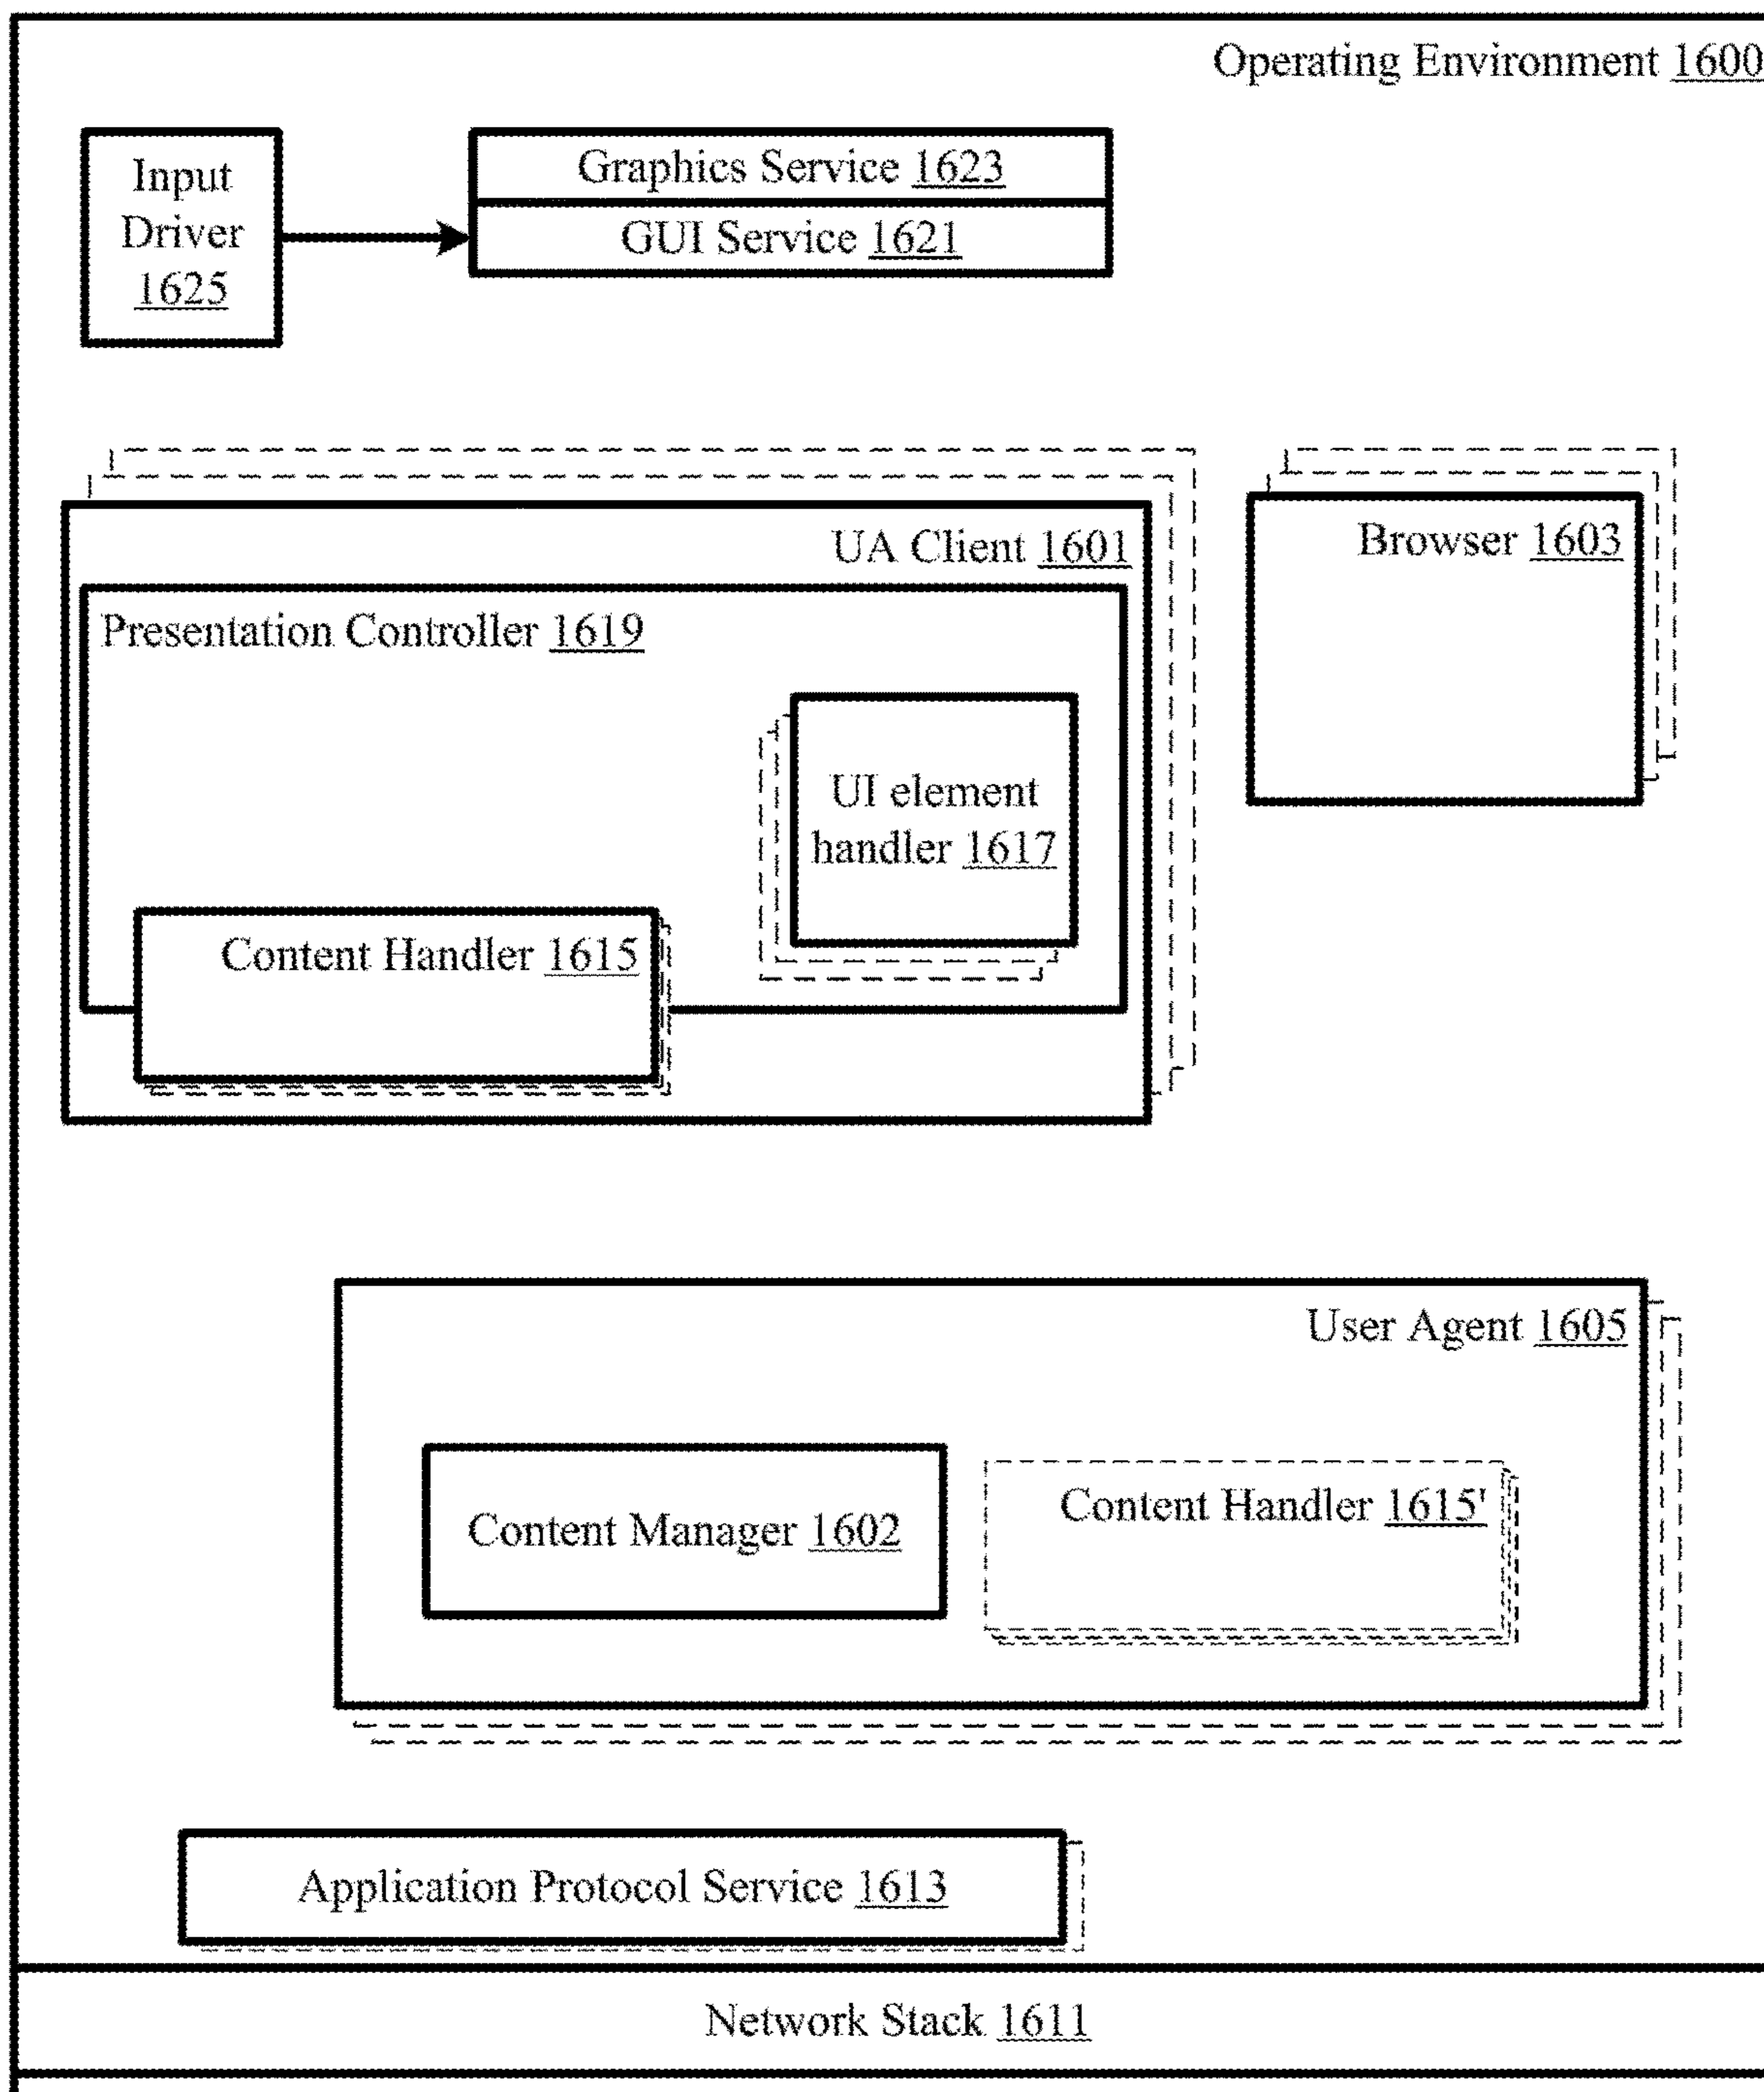 Operating Environment 1600
Input
Driver
1625
Graphics Service 1623
GUI Service 1621
UA Client 1601
Browser 1603
Presentation Controller 1619
UI element
handler 1617
Content Handler 1615
User Agent 1605
Content Manager 1602
Content Handler 1615'
Application Protocol Service 1613
Network Stack 1611